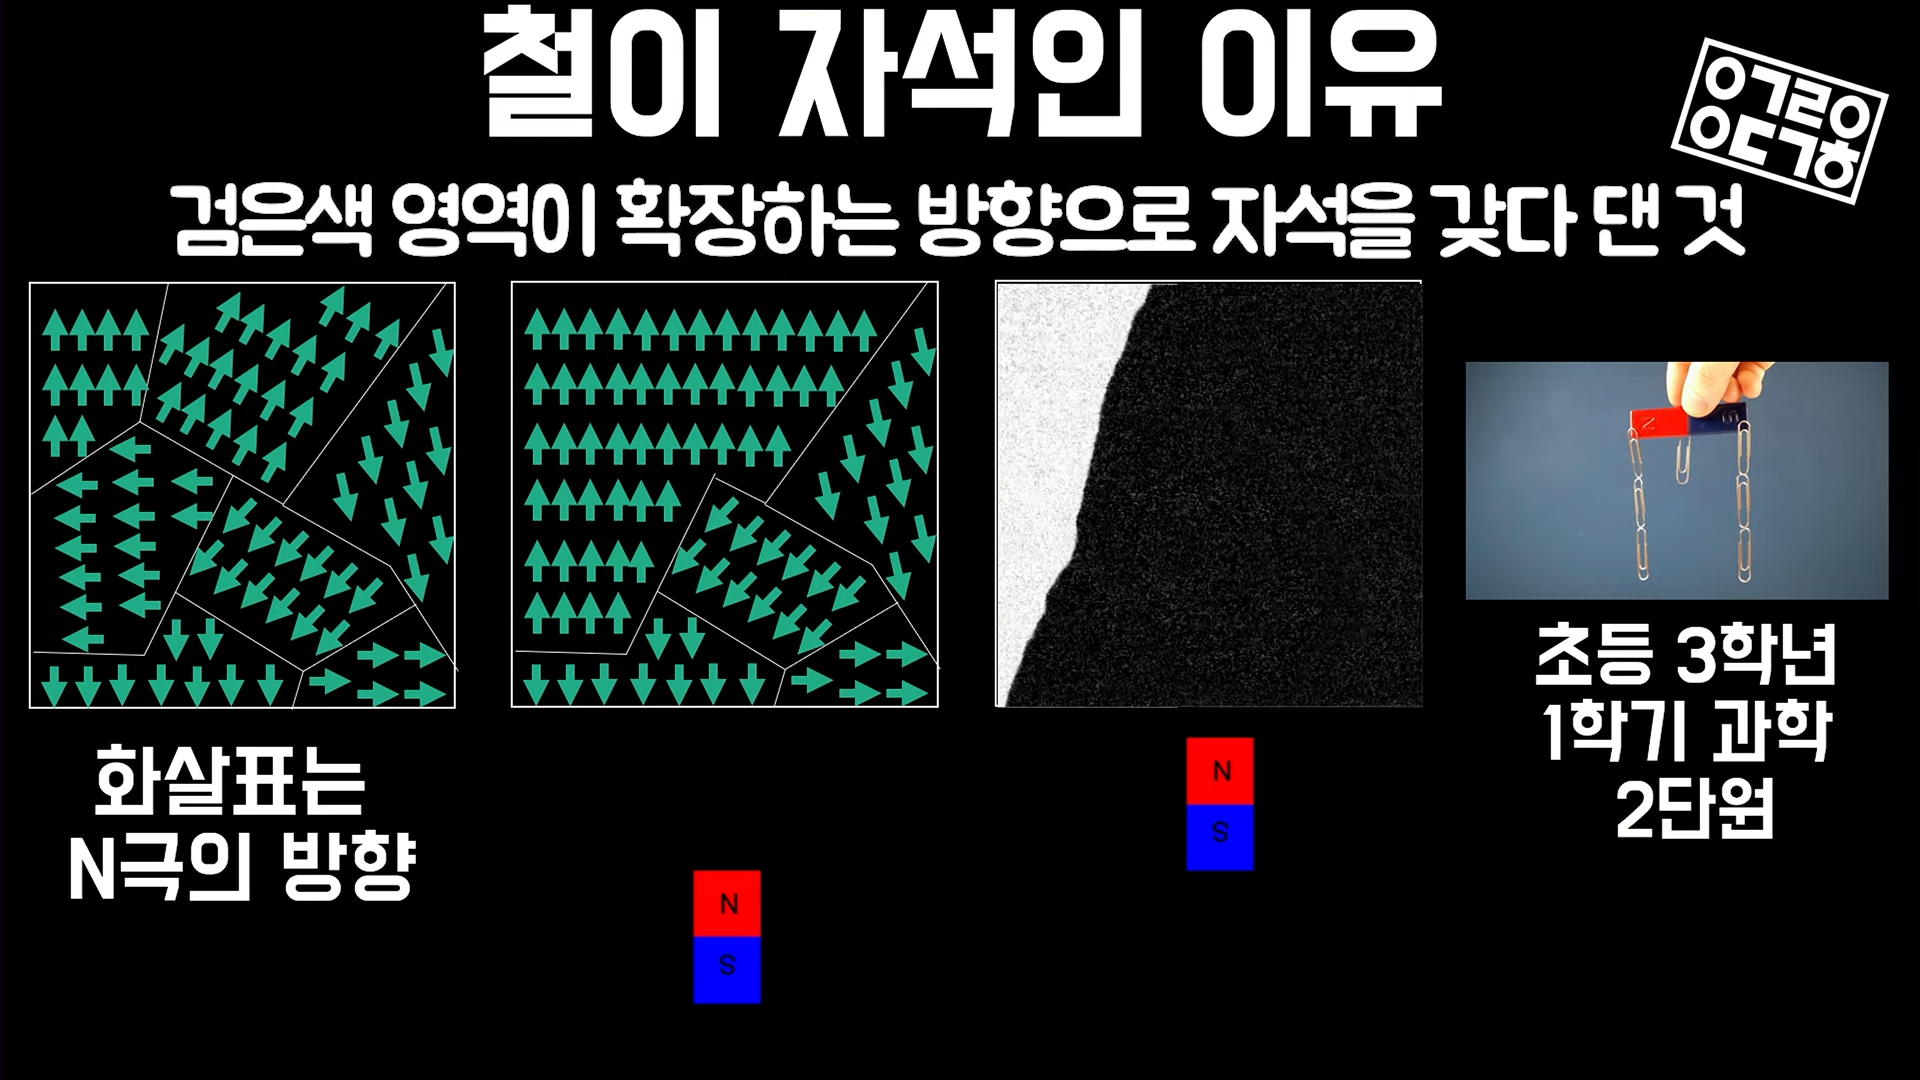 철이 자석인 이유
ㅇㄱㄹㅇ
ㅇㄷㄱㅎ
검은색 영역이 확장하는 방향으로 자석을 갖다 댄 것
N
S
초등 3학년
1학기 과학
2단원
화살표는
N극의 방향
N
S
N
S